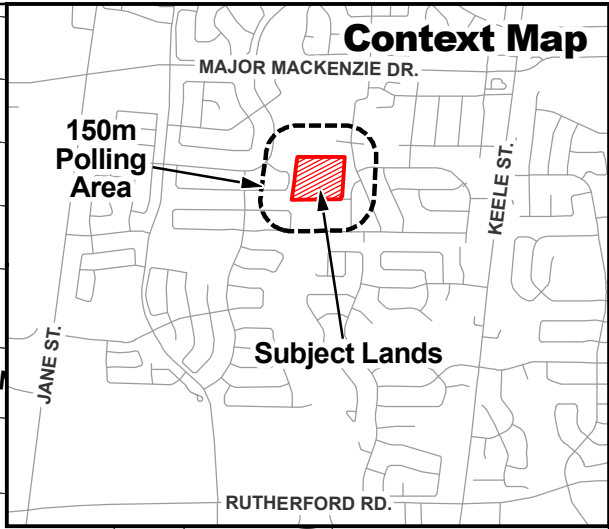 Context Map
MAJOR MACKENZIE DR.
150m
Polling
Area
KEELE ST.
Subject Lands
JANE ST.
RUTHERFORD RD.